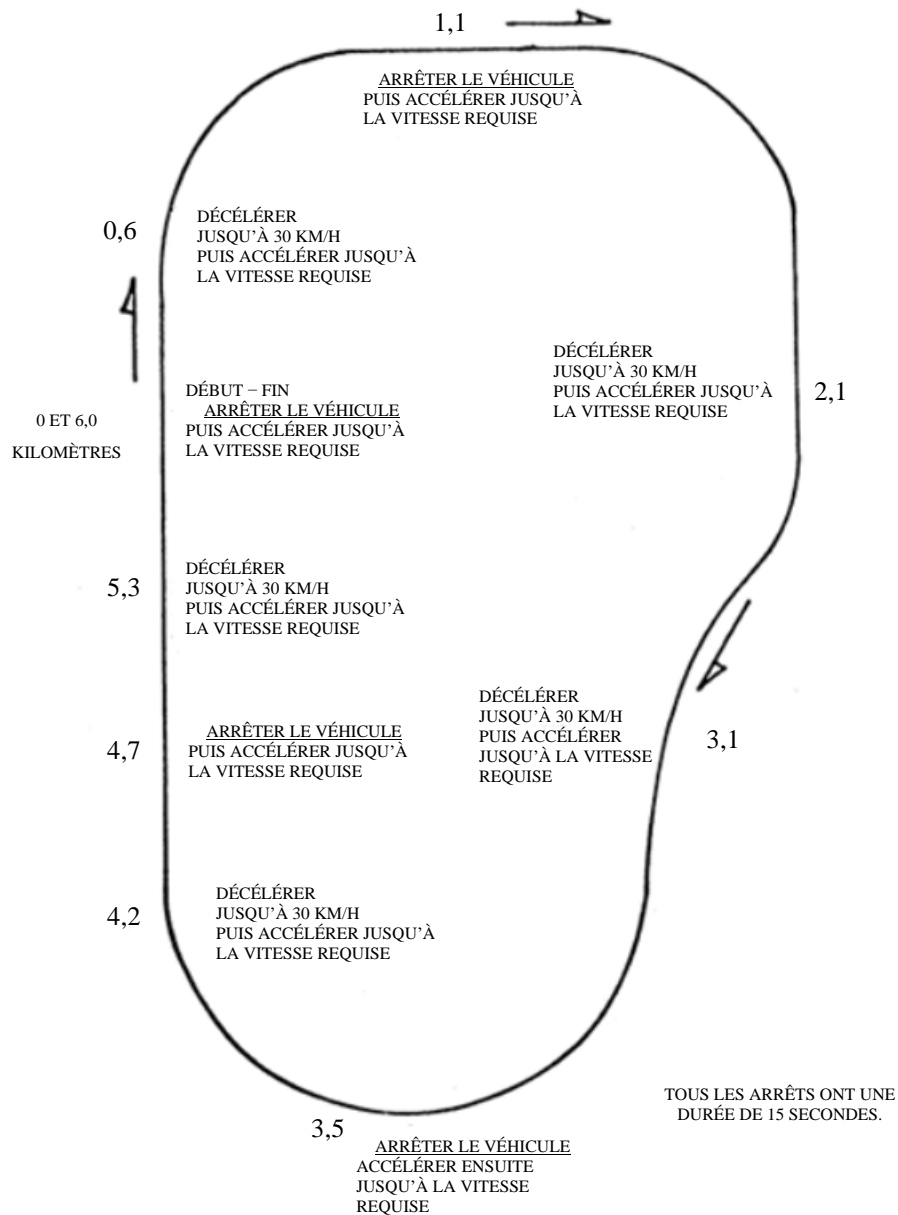 1,1
ARRÊTER LE VÉHICULE
PUIS ACCÉLÉRER JUSQU’À
LA VITESSE REQUISE
0,6
DÉCÉLÉRER
JUSQU’À 30 KM/H
PUIS ACCÉLÉRER JUSQU’À
LA VITESSE REQUISE
DÉCÉLÉRER
JUSQU’À 30 KM/H
PUIS ACCÉLÉRER JUSQU’À
LA VITESSE REQUISE
2,1
0 ET 6,0
KILOMÈTRES
DÉBUT − FIN
ARRÊTER LE VÉHICULE
PUIS ACCÉLÉRER JUSQU’À
LA VITESSE REQUISE
5,3
DÉCÉLÉRER
JUSQU’À 30 KM/H
PUIS ACCÉLÉRER JUSQU’À
LA VITESSE REQUISE
4,7
ARRÊTER LE VÉHICULE
PUIS ACCÉLÉRER JUSQU’À
LA VITESSE REQUISE
DÉCÉLÉRER
JUSQU’À 30 KM/H
PUIS ACCÉLÉRER
JUSQU’À LA VITESSE
REQUISE
3,1
4,2
DÉCÉLÉRER
JUSQU’À 30 KM/H
PUIS ACCÉLÉRER JUSQU’À
LA VITESSE REQUISE
TOUS LES ARRÊTS ONT UNE
DURÉE DE 15 SECONDES.
3,5
ARRÊTER LE VÉHICULE
ACCÉLÉRER ENSUITE
JUSQU’À LA VITESSE
REQUISE